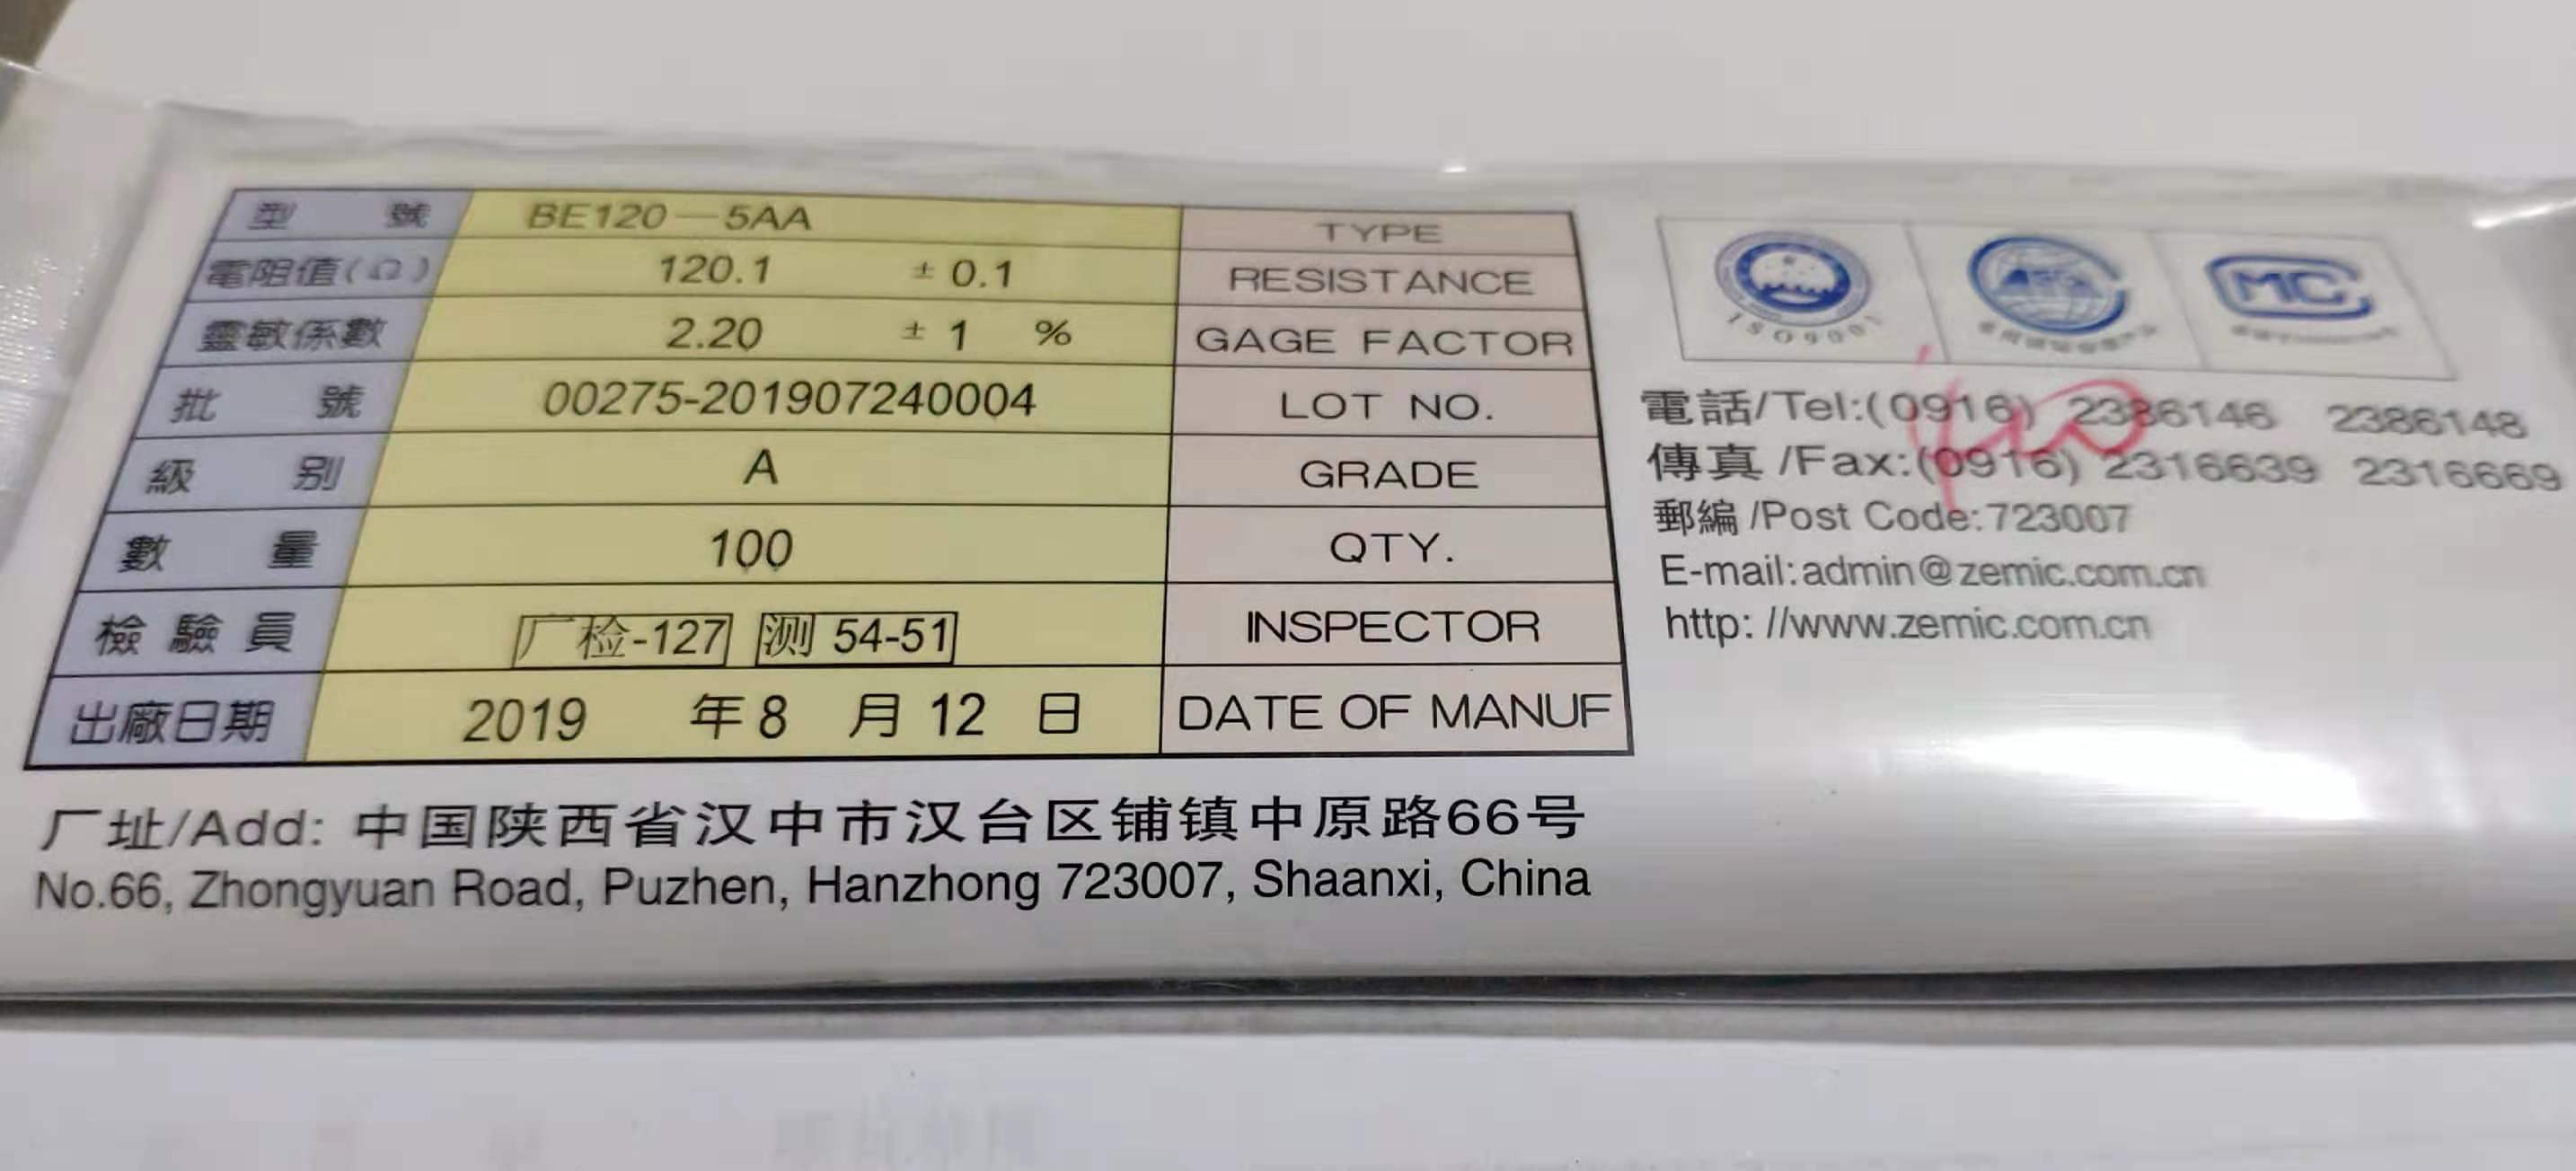 型 號 BE120－5AA TYPE
電阻值(Ω) 120.1 ± 0.1 RESISTANCE
靈敏係數 2.20 ± 1 % GAGE FACTOR
批 號 00275-201907240004 LOT NO.
級 别 A GRADE
數 量 100 QTY.
檢驗員 厂检-127 测 54-51 INSPECTOR
出廠日期 2019 年 8 月 12 日 DATE OF MANUF
厂址/Add: 中国陕西省汉中市汉台区铺镇中原路66号
No.66, Zhongyuan Road, Puzhen, Hanzhong 723007, Shaanxi, China
ISO9001
MC
電話/Tel:(0916) 2386146 2386148
傳真/Fax:(0916) 2316639 2316669
郵編/Post Code:723007
E-mail:admin@zemic.com.cn
http: //www.zemic.com.cn